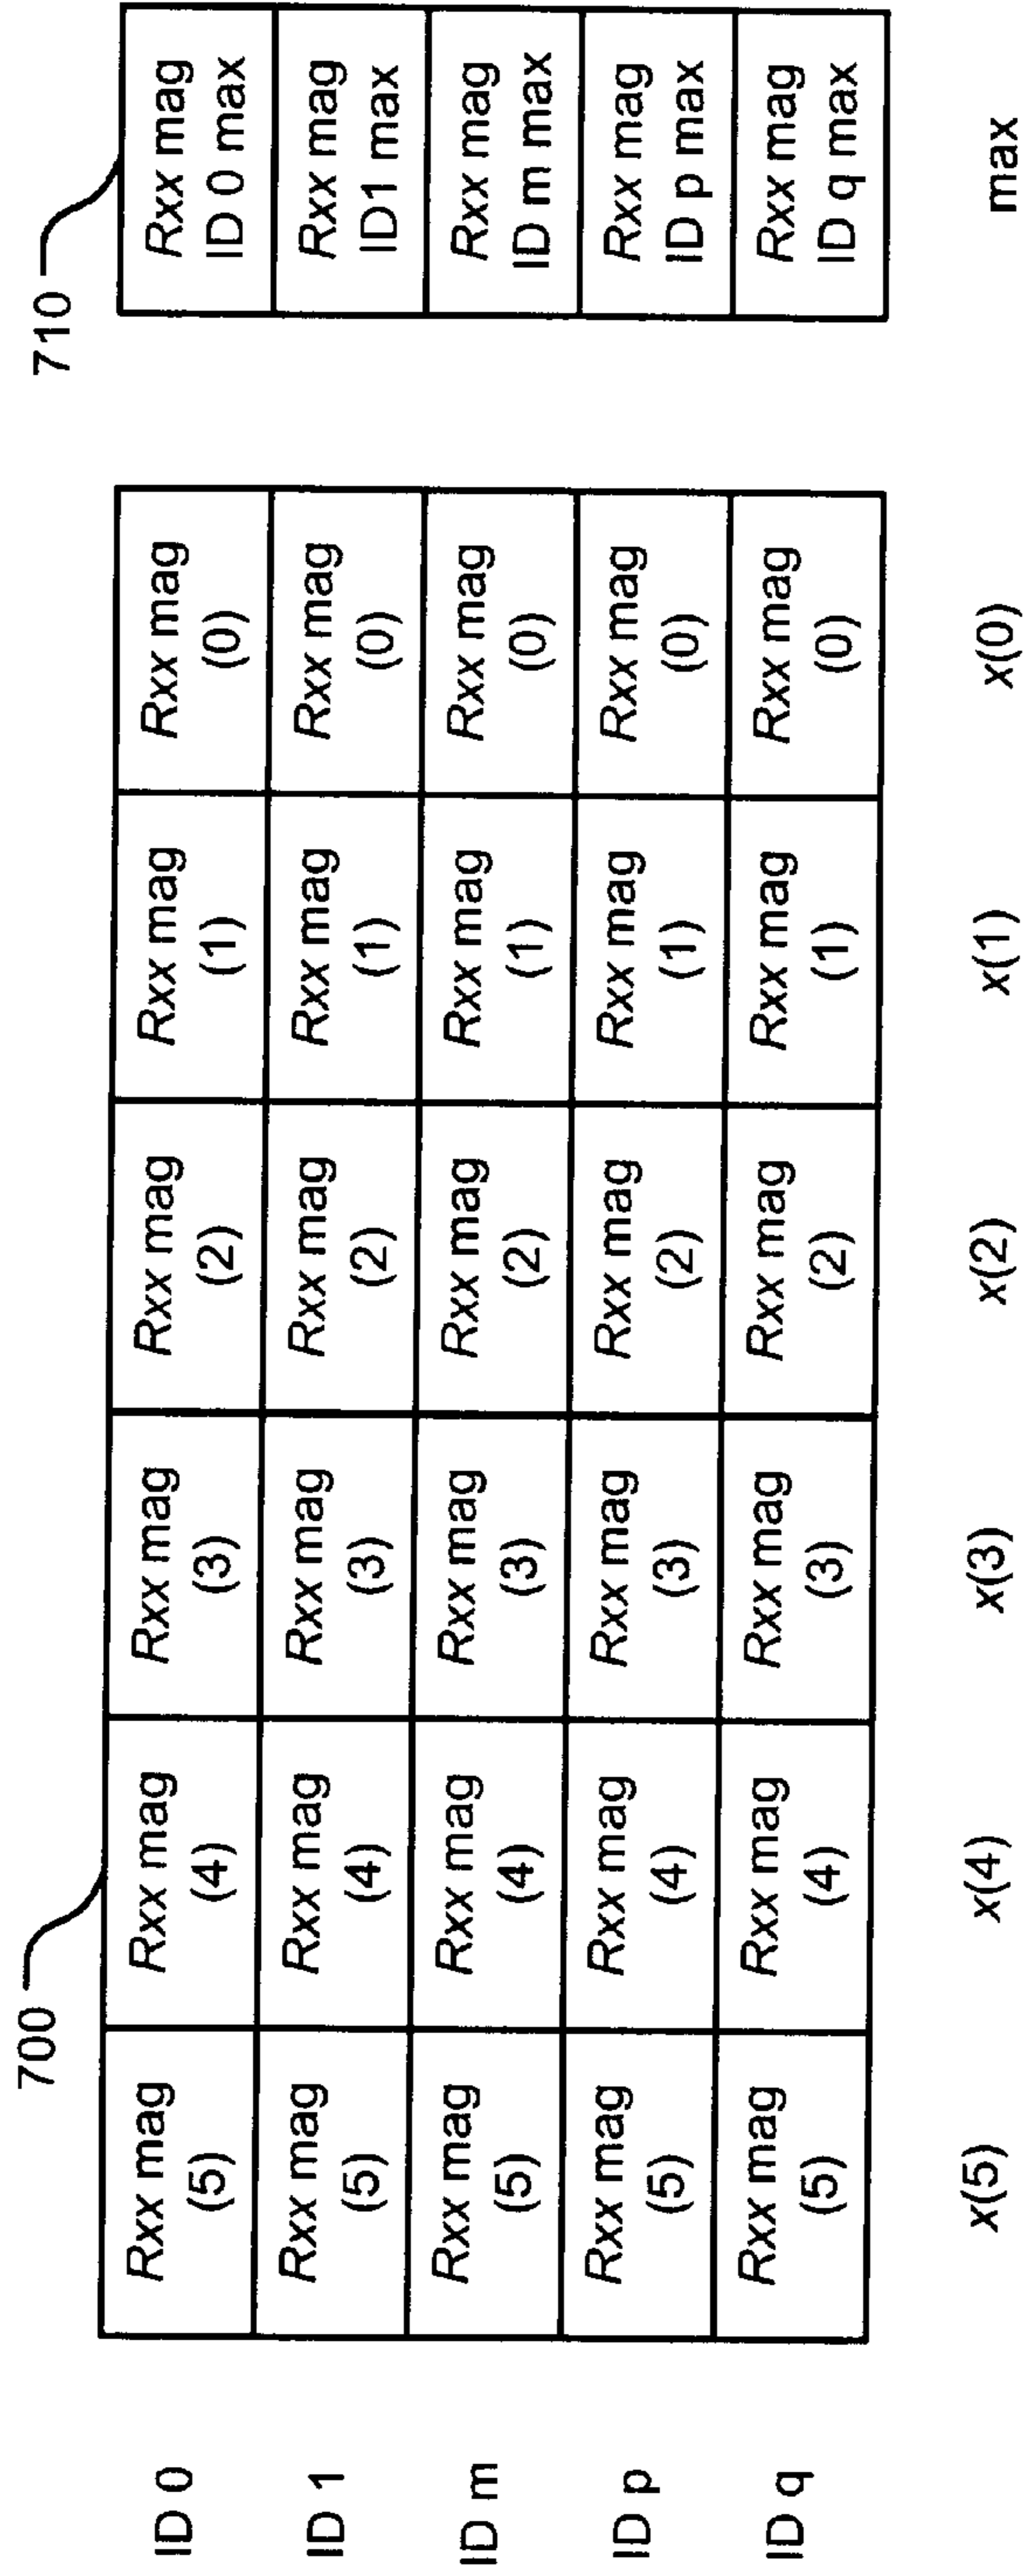 700
710
ID 0
Rxx mag
(5)
Rxx mag
(4)
Rxx mag
(3)
Rxx mag
(2)
Rxx mag
(1)
Rxx mag
(0)
Rxx mag
ID 0 max
ID 1
Rxx mag
(5)
Rxx mag
(4)
Rxx mag
(3)
Rxx mag
(2)
Rxx mag
(1)
Rxx mag
(0)
Rxx mag
ID1 max
ID m
Rxx mag
(5)
Rxx mag
(4)
Rxx mag
(3)
Rxx mag
(2)
Rxx mag
(1)
Rxx mag
(0)
Rxx mag
ID m max
ID p
Rxx mag
(5)
Rxx mag
(4)
Rxx mag
(3)
Rxx mag
(2)
Rxx mag
(1)
Rxx mag
(0)
Rxx mag
ID p max
ID q
Rxx mag
(5)
Rxx mag
(4)
Rxx mag
(3)
Rxx mag
(2)
Rxx mag
(1)
Rxx mag
(0)
Rxx mag
ID q max
x(5)
x(4)
x(3)
x(2)
x(1)
x(0)
max